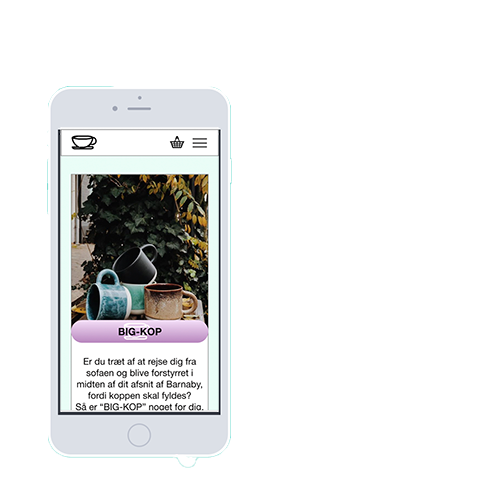 BIG-KOP
Er du træt af at rejse dig fra
sofaen og blive forstyrret i
midten af dit afsnit af Barnaby,
fordi koppen skal fyldes?
Så er “BIG-KOP” noget for dig.